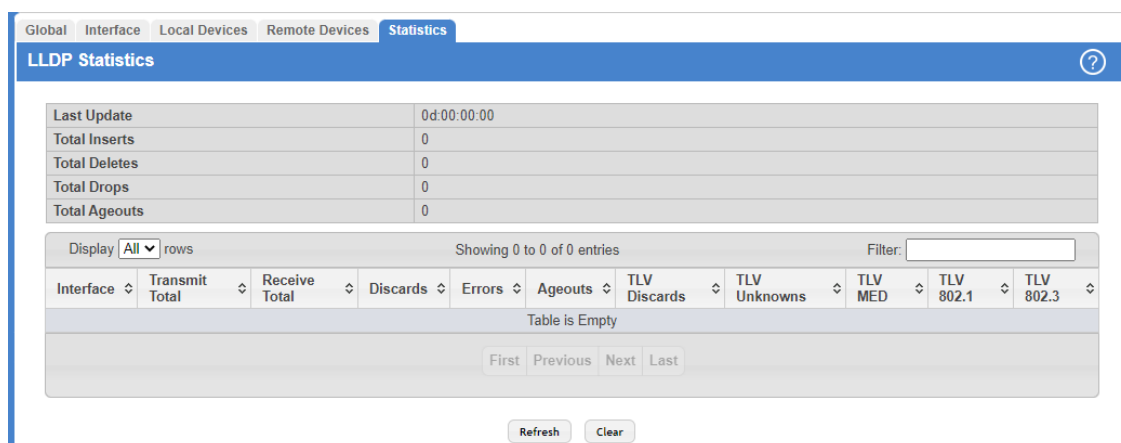 Global Interface Local Devices Remote Devices Statistics
LLDP Statistics ?
Last Update 0d:00:00:00
Total Inserts 0
Total Deletes 0
Total Drops 0
Total Ageouts 0
Display All rows Showing 0 to 0 of 0 entries Filter:
Interface Transmit Total Receive Total Discards Errors Ageouts TLV Discards TLV Unknowns TLV MED TLV 802.1 TLV 802.3
Table is Empty
First Previous Next Last
Refresh Clear